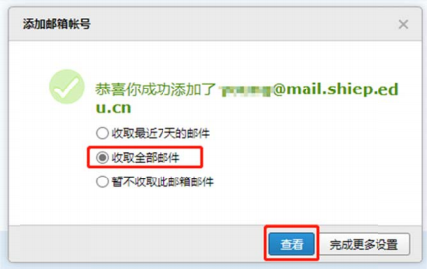 添加邮箱帐号
恭喜你成功添加了 @mail.shiep.ed
u.cn
收取最近7天的邮件
收取全部邮件
暂不收取此邮箱邮件
查看 完成更多设置